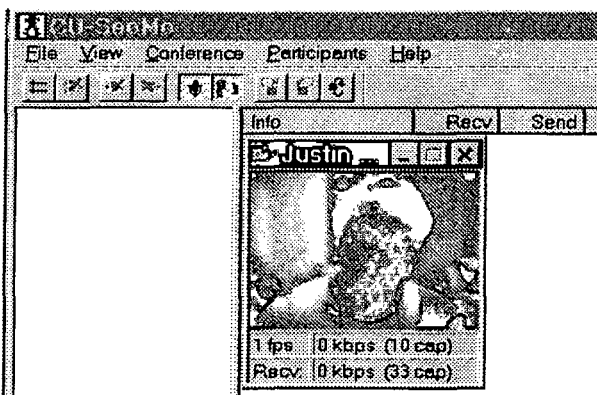 CU-SeeMe
File View Conference Participants Help
Info Recv Send
Justin ...
1 fps 0 kbps (10 cap)
Recv: 0 kbps (33 cap)